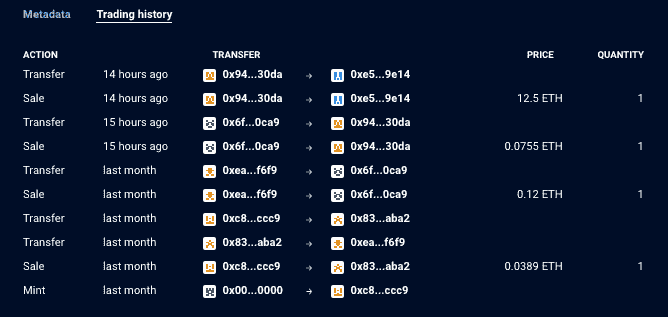 Metadata Trading history
ACTION TRANSFER PRICE QUANTITY
Transfer 14 hours ago 0x94...30da → 0xe5...9e14
Sale 14 hours ago 0x94...30da → 0xe5...9e14 12.5 ETH 1
Transfer 15 hours ago 0x6f...0ca9 → 0x94...30da
Sale 15 hours ago 0x6f...0ca9 → 0x94...30da 0.0755 ETH 1
Transfer last month 0xea...f6f9 → 0x6f...0ca9
Sale last month 0xea...f6f9 → 0x6f...0ca9 0.12 ETH 1
Transfer last month 0xc8...ccc9 → 0x83...aba2
Transfer last month 0x83...aba2 → 0xea...f6f9
Sale last month 0xc8...ccc9 → 0x83...aba2 0.0389 ETH 1
Mint last month 0x00...0000 → 0xc8...ccc9